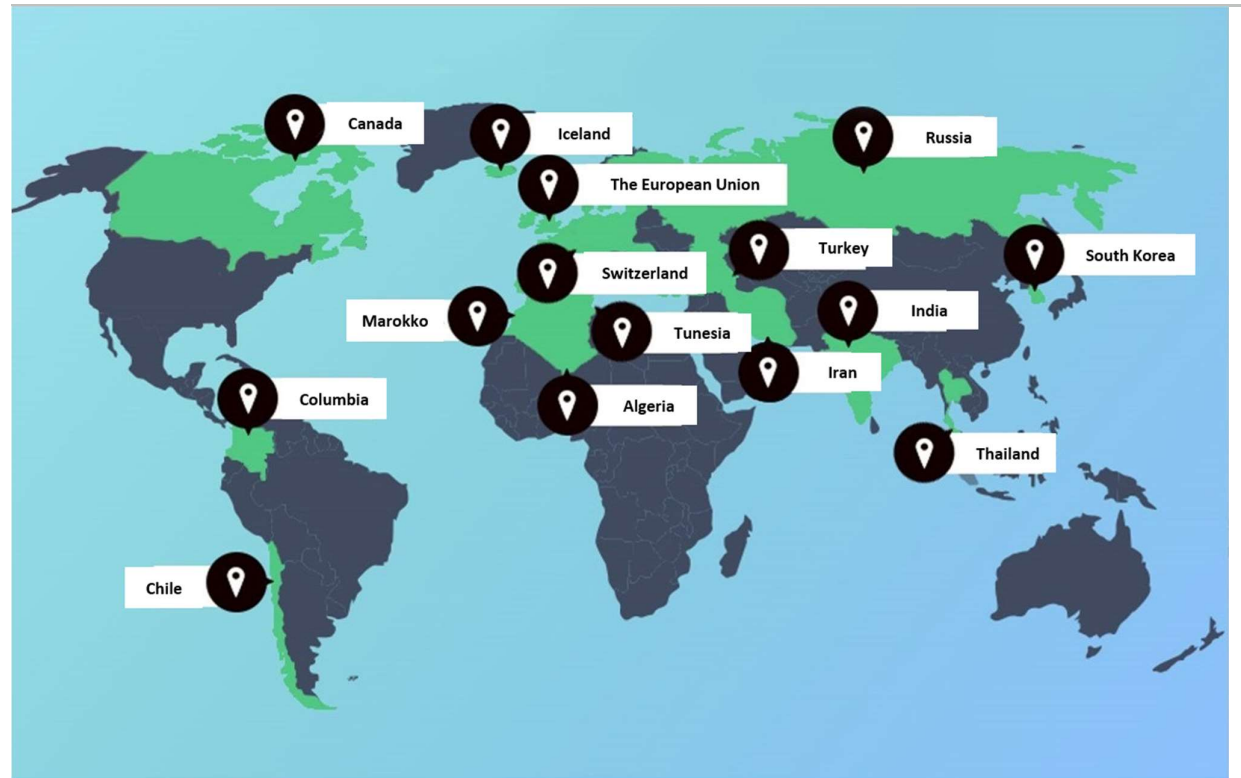 Canada
Iceland
Russia
The European Union
Turkey
South Korea
Switzerland
Marokko
India
Tunesia
Iran
Columbia
Algeria
Thailand
Chile